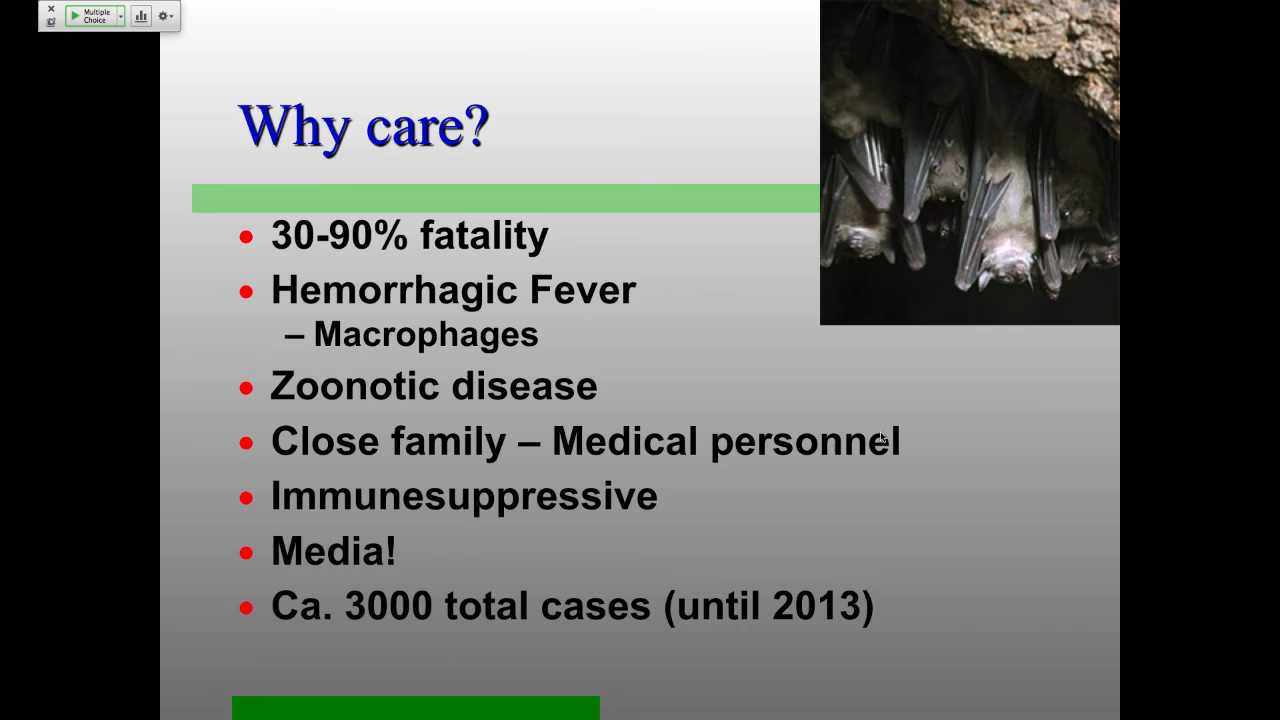 Multiple
Choice
Why care?
30-90% fatality
Hemorrhagic Fever
– Macrophages
Zoonotic disease
Close family – Medical personnel
Immunesuppressive
Media!
Ca. 3000 total cases (until 2013)